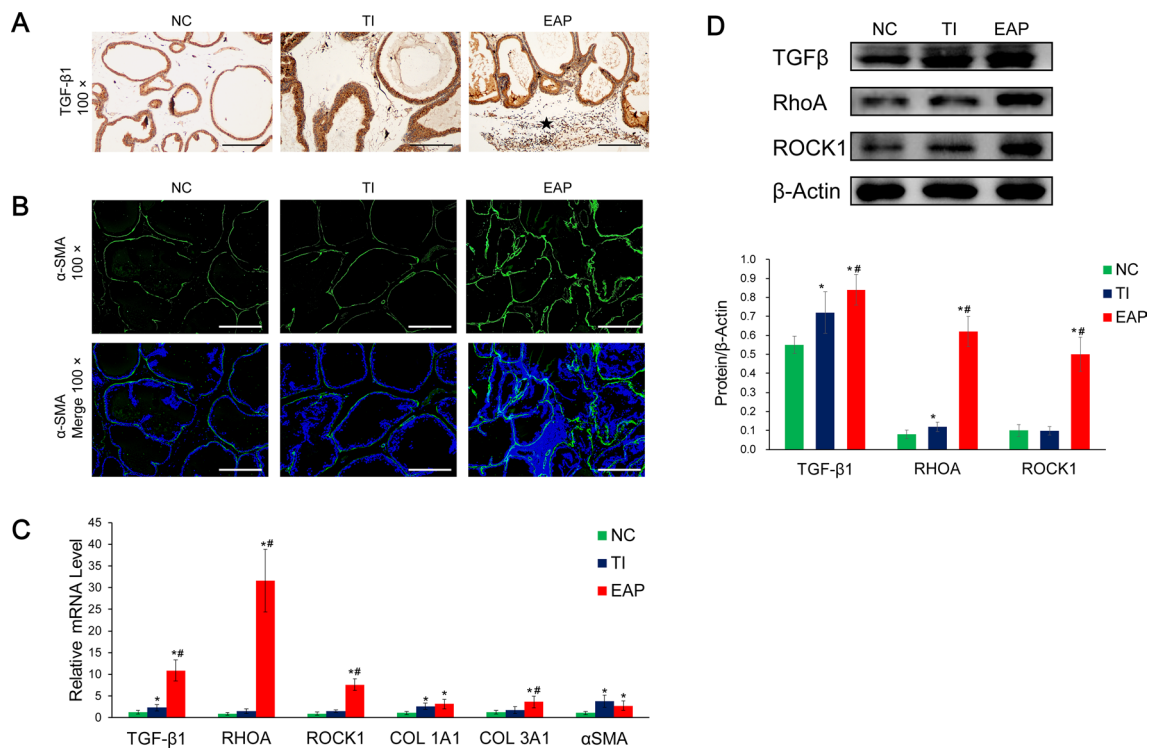 A
NC
TI
EAP
TGF-β1
100 ×
★
B
NC
TI
EAP
α-SMA
100 ×
α-SMA
Merge 100 ×
C
Relative mRNA Level
45
40
35
30
25
20
15
10
5
0
*
*#
*#
*#
*
*
*#
*
*
TGF-β1
RHOA
ROCK1
COL 1A1
COL 3A1
αSMA
NC
TI
EAP
D
NC
TI
EAP
TGFβ
RhoA
ROCK1
β-Actin
Protein/β-Actin
1.0
0.9
0.8
0.7
0.6
0.5
0.4
0.3
0.2
0.1
0.0
*
*#
*
*#
*#
TGF-β1
RHOA
ROCK1
NC
TI
EAP